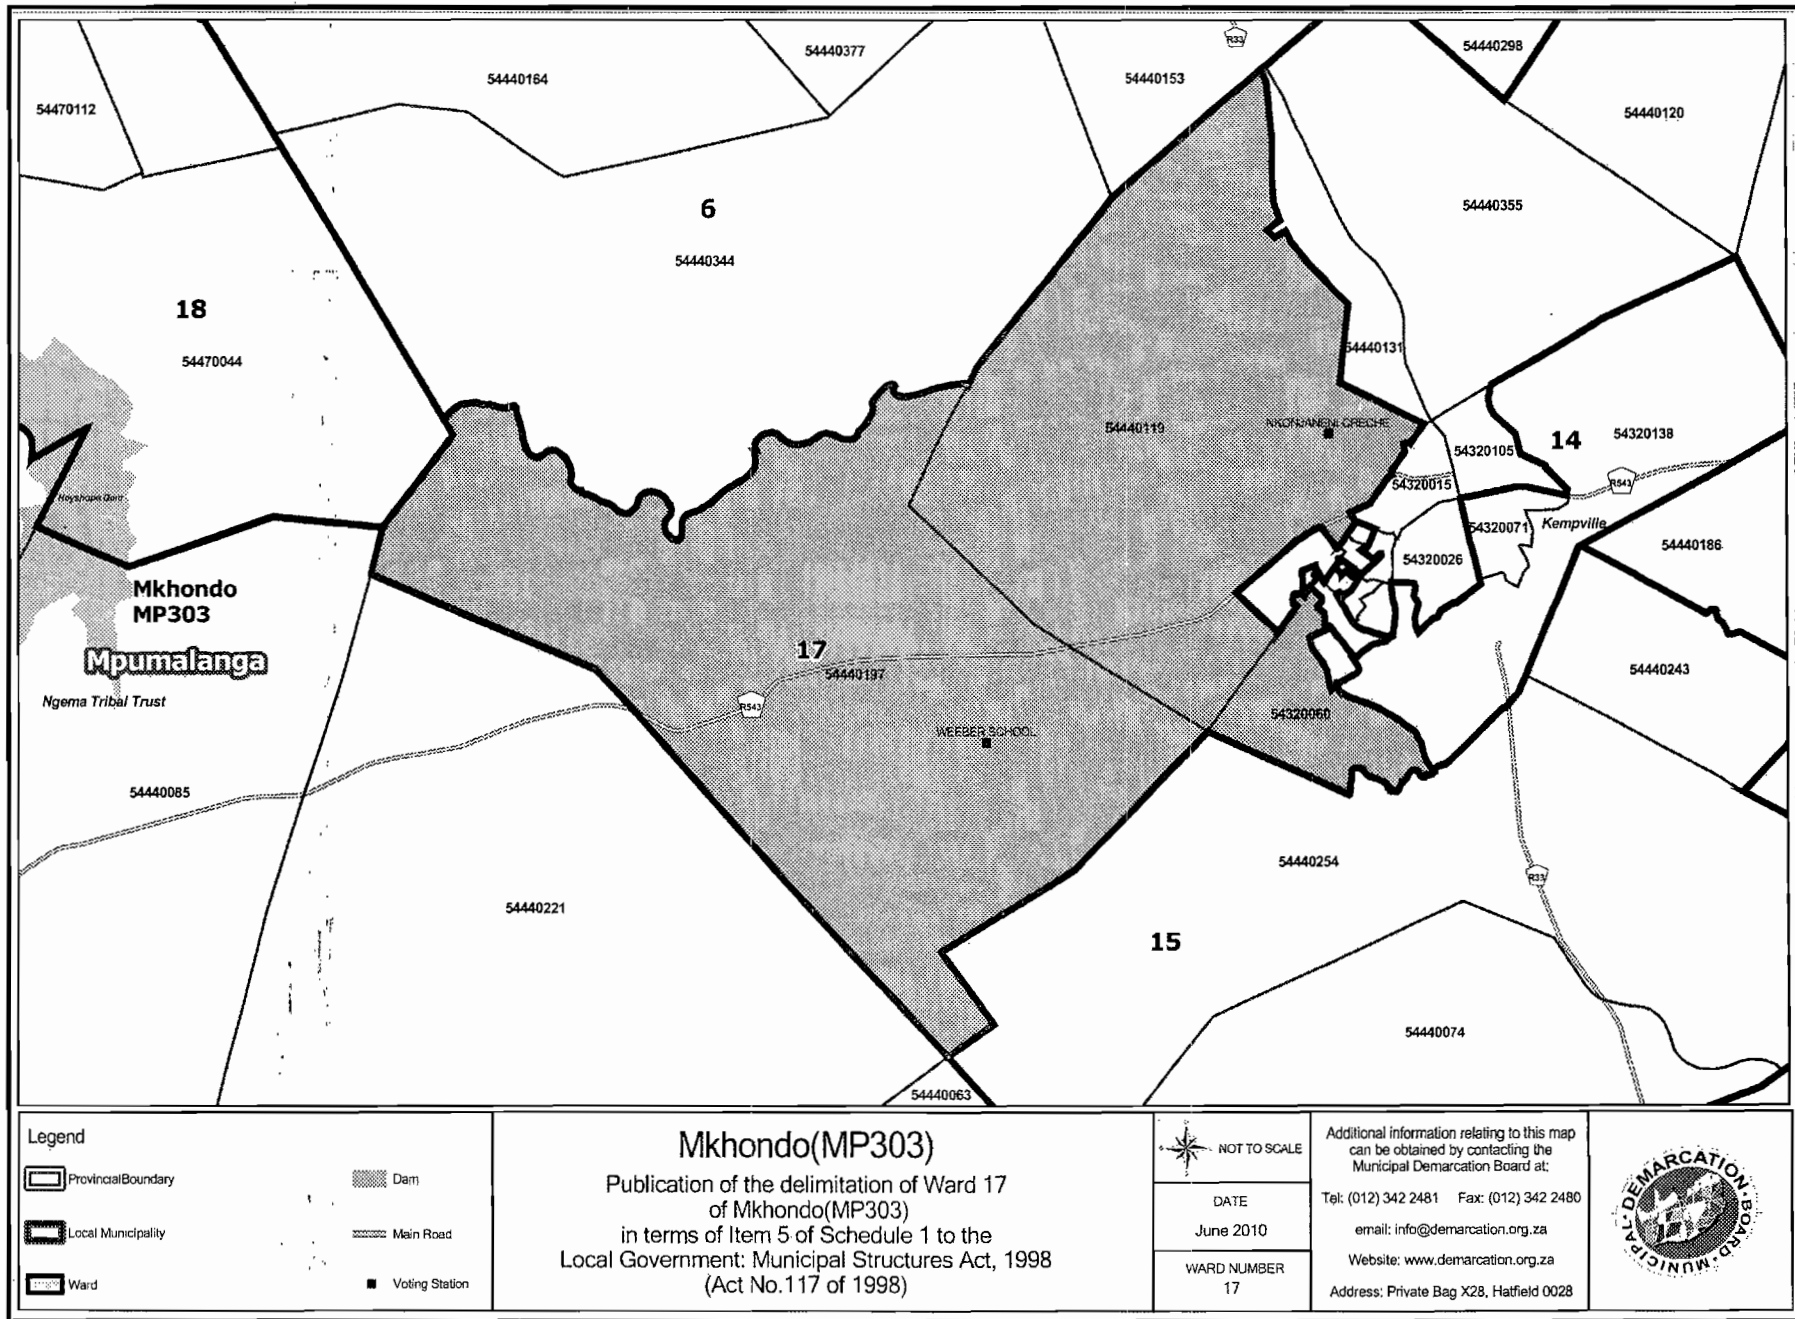 R33
54440298
54440377
54440164
54440153
54470112
54440120
6
54440355
54440344
18
54470044
54440131
54440119
NKONJANENI CRECHE
54320105
14
54320138
54320015
R543
Heyshope Dam
54320071
Kempville
54440186
54320026
Mkhondo
MP303
Mpumalanga
17
54440197
54440243
Ngema Tribal Trust
R543
54320060
WEEBER SCHOOL
54440085
54440254
R33
54440221
15
54440074
54440063
Legend
Provincial Boundary
Dam
Local Municipality
Main Road
Ward
Voting Station
Mkhondo(MP303)
Publication of the delimitation of Ward 17
of Mkhondo(MP303)
in terms of Item 5 of Schedule 1 to the
Local Government: Municipal Structures Act, 1998
(Act No.117 of 1998)
NOT TO SCALE
DATE
June 2010
WARD NUMBER
17
Additional information relating to this map
can be obtained by contacting the
Municipal Demarcation Board at:
Tel: (012) 342 2481 Fax: (012) 342 2480
email: info@demarcation.org.za
Website: www.demarcation.org.za
Address: Private Bag X28, Hatfield 0028
MUNICIPAL DEMARCATION BOARD